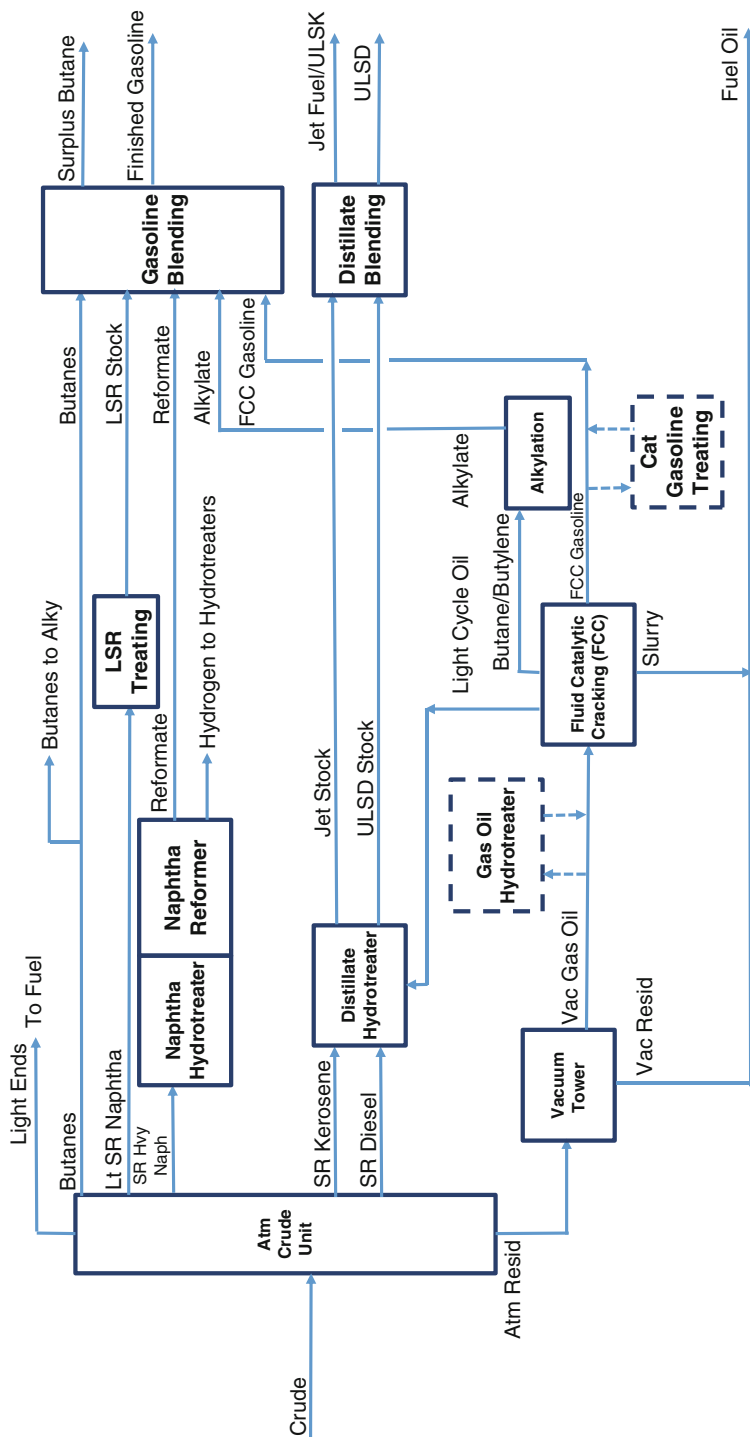 Crude
Atm
Crude
Unit
Light Ends
To Fuel
Butanes
Butanes to Alky
Butanes
Lt SR Naphtha
SR Hvy
Naph
Naphtha
Hydrotreater
Naphtha
Reformer
Reformate
Hydrogen to Hydrotreaters
LSR
Treating
LSR Stock
Reformate
Alkylate
FCC Gasoline
Gasoline
Blending
Surplus Butane
Finished Gasoline
SR Kerosene
SR Diesel
Distillate
Hydrotreater
Jet Stock
ULSD Stock
Distillate
Blending
Jet Fuel/ULSK
ULSD
Atm Resid
Vacuum
Tower
Vac Gas Oil
Vac Resid
Gas Oil
Hydrotreater
Light Cycle Oil
Butane/Butylene
Fluid Catalytic
Cracking (FCC)
Slurry
Alkylate
Alkylation
FCC Gasoline
Cat
Gasoline
Treating
Fuel Oil